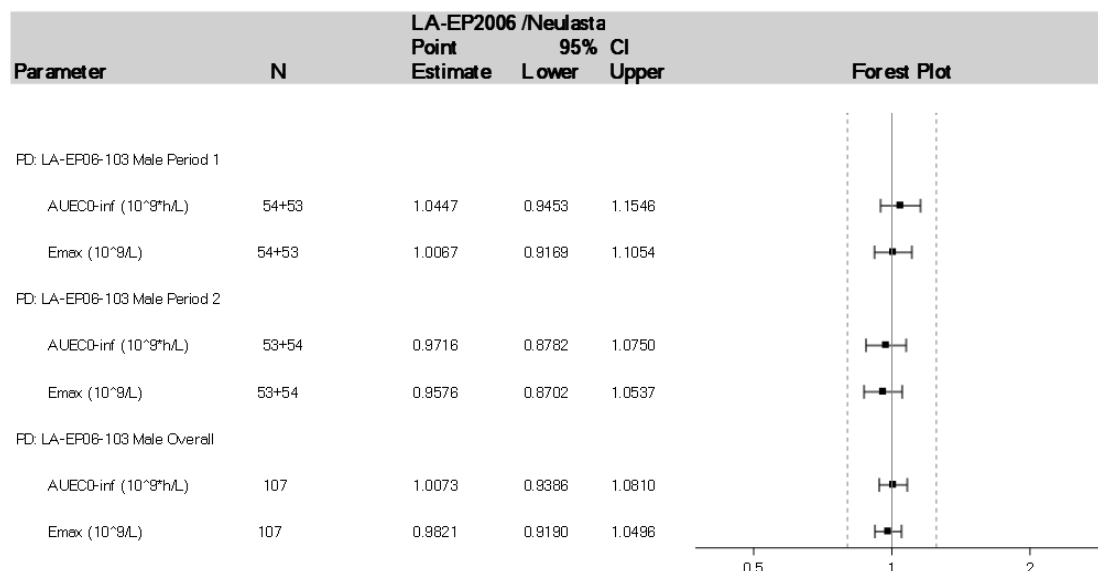 LA-EP2006 /Neulasta
Point 95% CI
Parameter N Estimate Lower Upper Forest Plot
PD: LA-EP06-103 Male Period 1
AUEC0-inf (10^9*h/L) 54+53 1.0447 0.9453 1.1546
Emax (10^9/L) 54+53 1.0067 0.9169 1.1054
PD: LA-EP06-103 Male Period 2
AUEC0-inf (10^9*h/L) 53+54 0.9716 0.8782 1.0750
Emax (10^9/L) 53+54 0.9576 0.8702 1.0537
PD: LA-EP06-103 Male Overall
AUEC0-inf (10^9*h/L) 107 1.0073 0.9386 1.0810
Emax (10^9/L) 107 0.9821 0.9190 1.0496
0.5 1 2